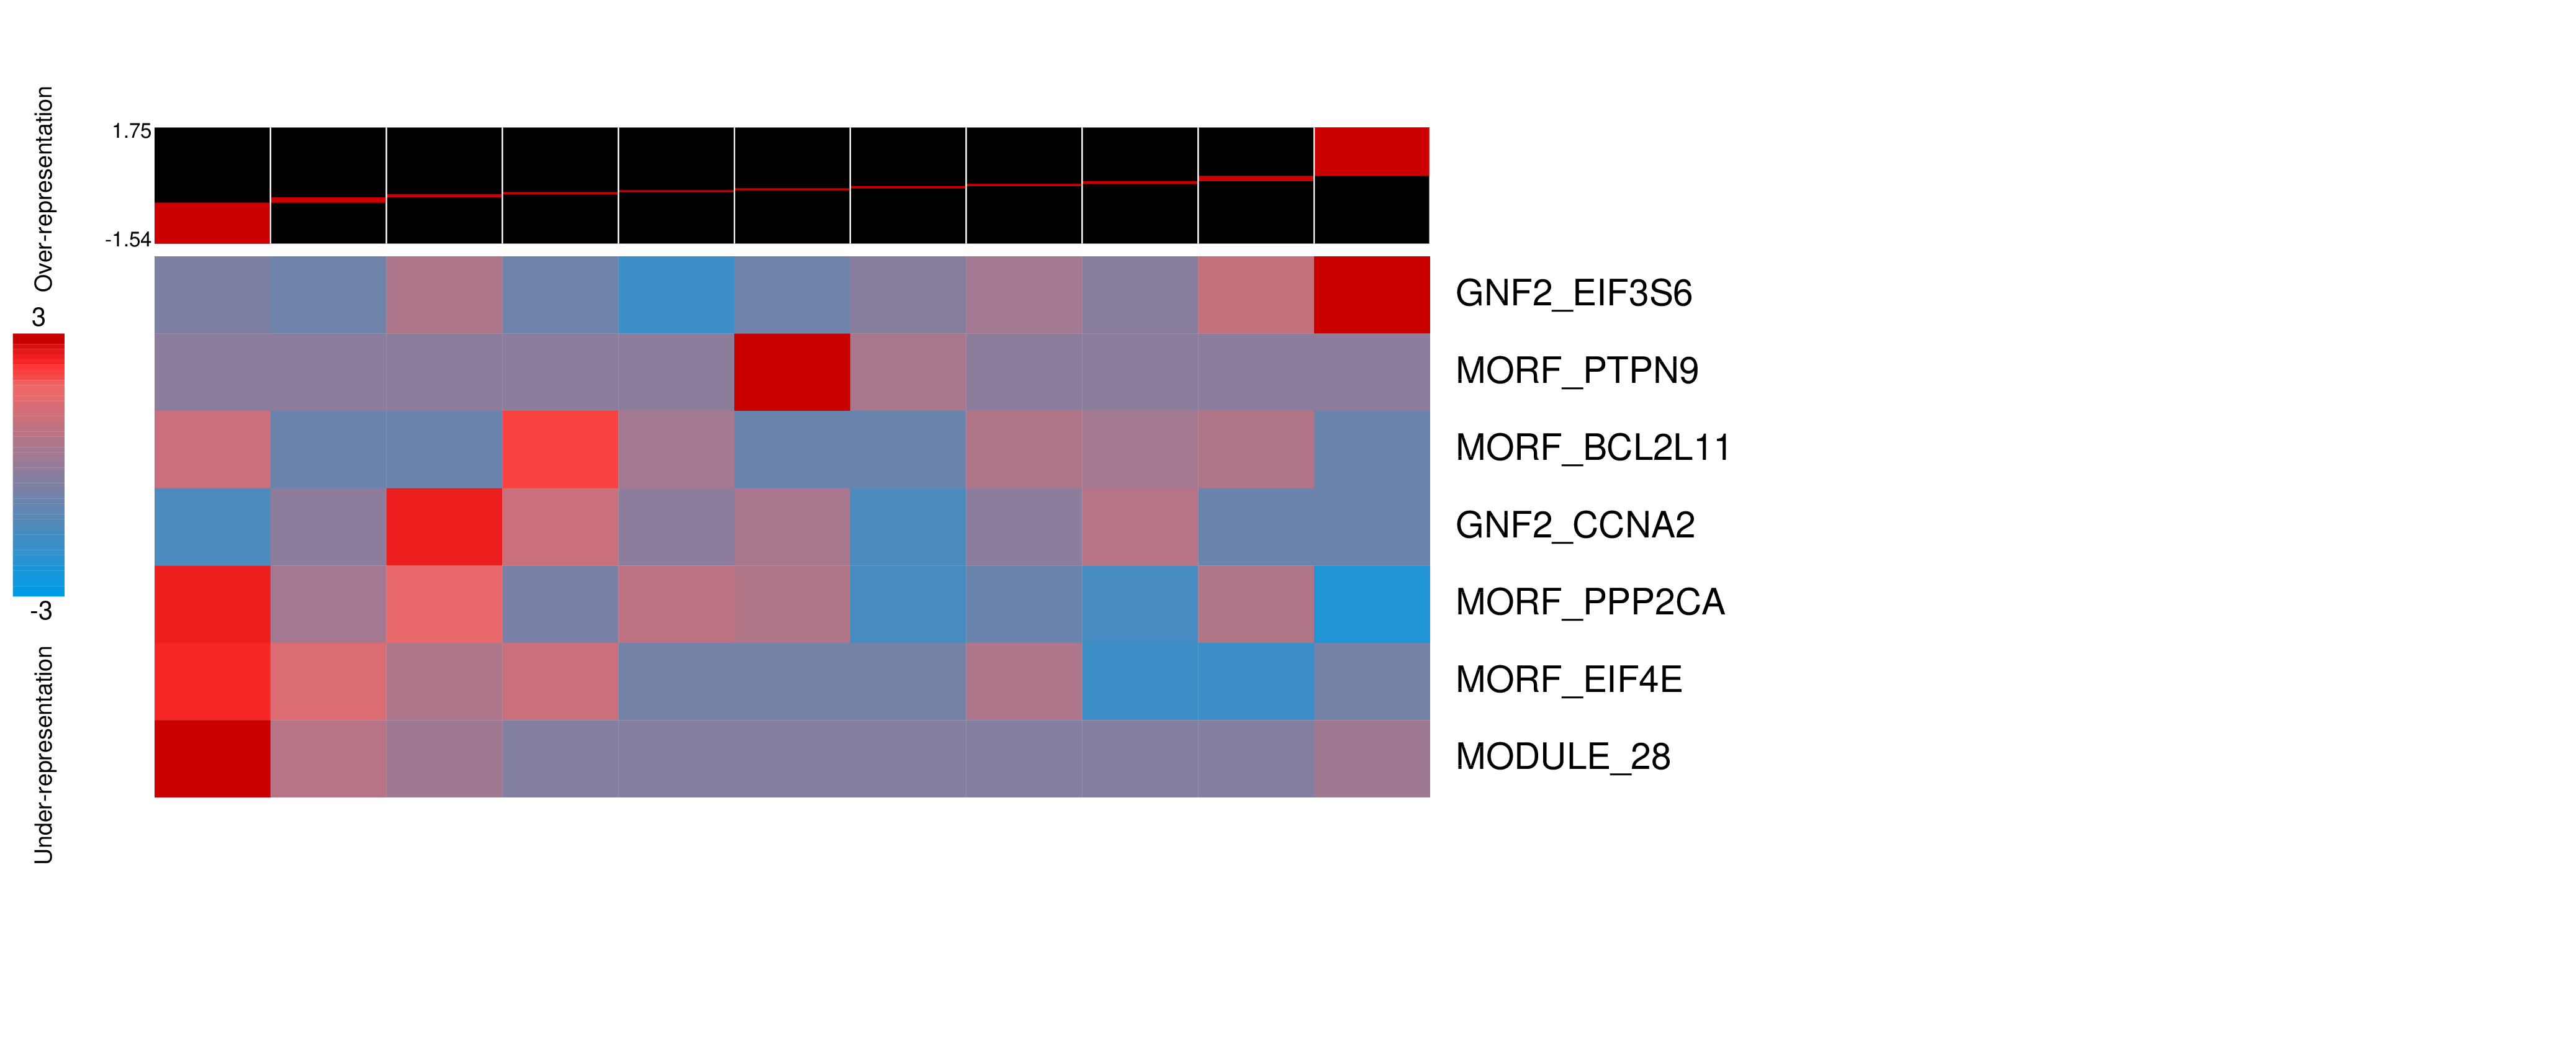 Over-representation
3
-3
Under-representation
1.75
-1.54
GNF2_EIF3S6
MORF_PTPN9
MORF_BCL2L11
GNF2_CCNA2
MORF_PPP2CA
MORF_EIF4E
MODULE_28